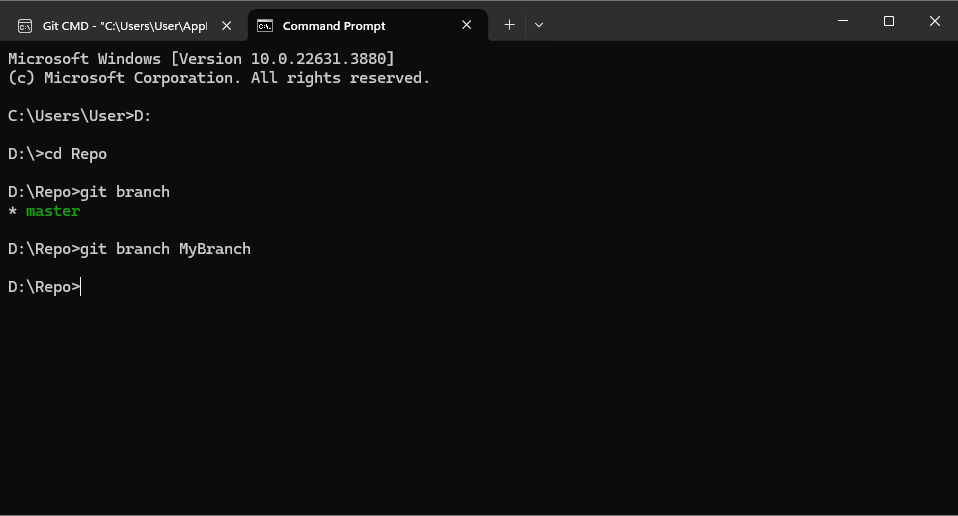 Git CMD - "C:\Users\User\Appl
Command Prompt
Microsoft Windows [Version 10.0.22631.3880]
(c) Microsoft Corporation. All rights reserved.
C:\Users\User>D:
D:\>cd Repo
D:\Repo>git branch
* master
D:\Repo>git branch MyBranch
D:\Repo>